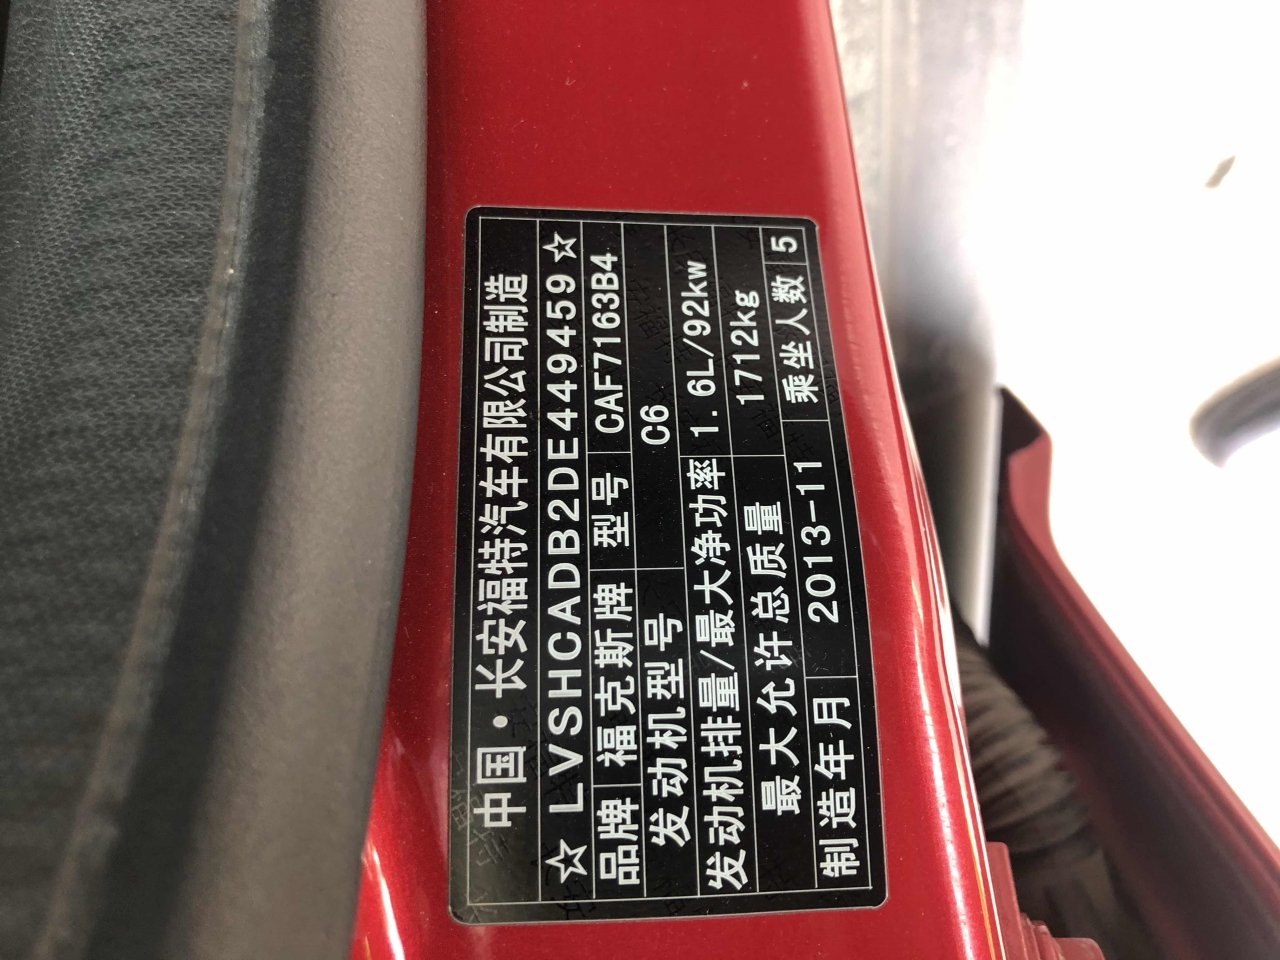 中国·长安福特汽车有限公司制造
☆LVSHCADB2DE449459☆
品牌 福克斯牌 型号 CAF7163B4
发动机型号 C6
发动机排量/最大净功率 1.6L/92kw
最大允许总质量 1712kg
制造年月 2013-11 乘坐人数 5